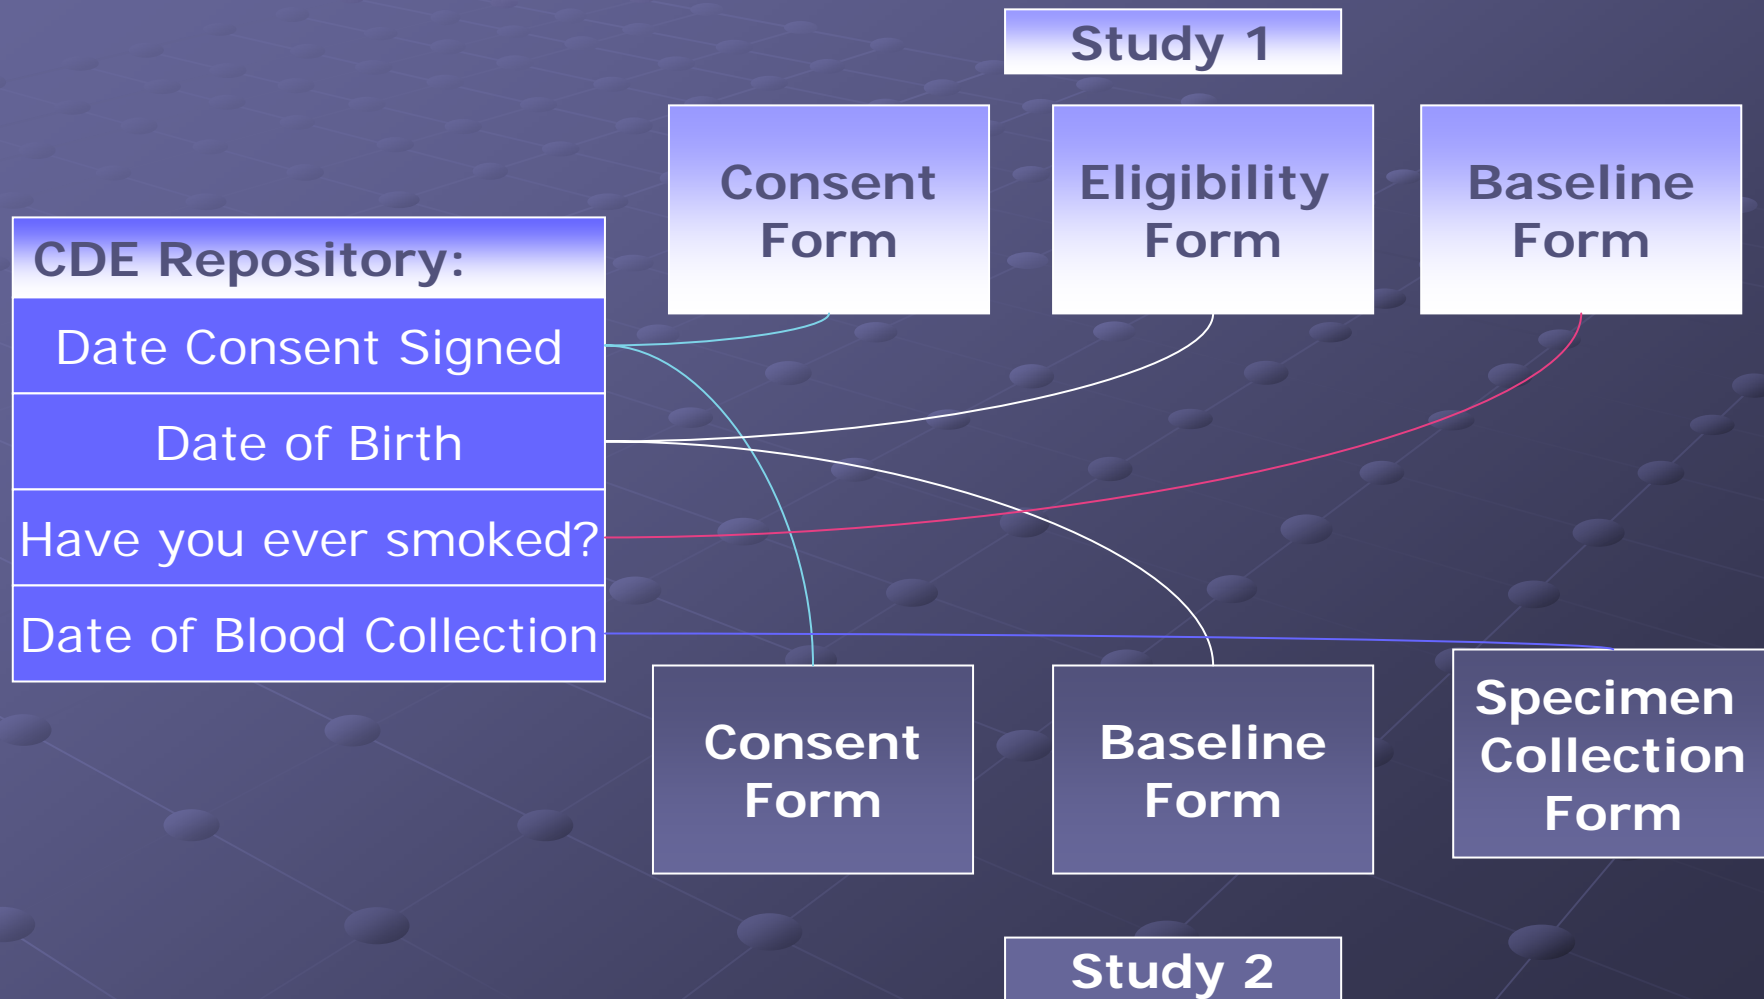 Study 1
Consent
Form
Eligibility
Form
Baseline
Form
CDE Repository:
Date Consent Signed
Date of Birth
Have you ever smoked?
Date of Blood Collection
Consent
Form
Baseline
Form
Specimen
Collection
Form
Study 2